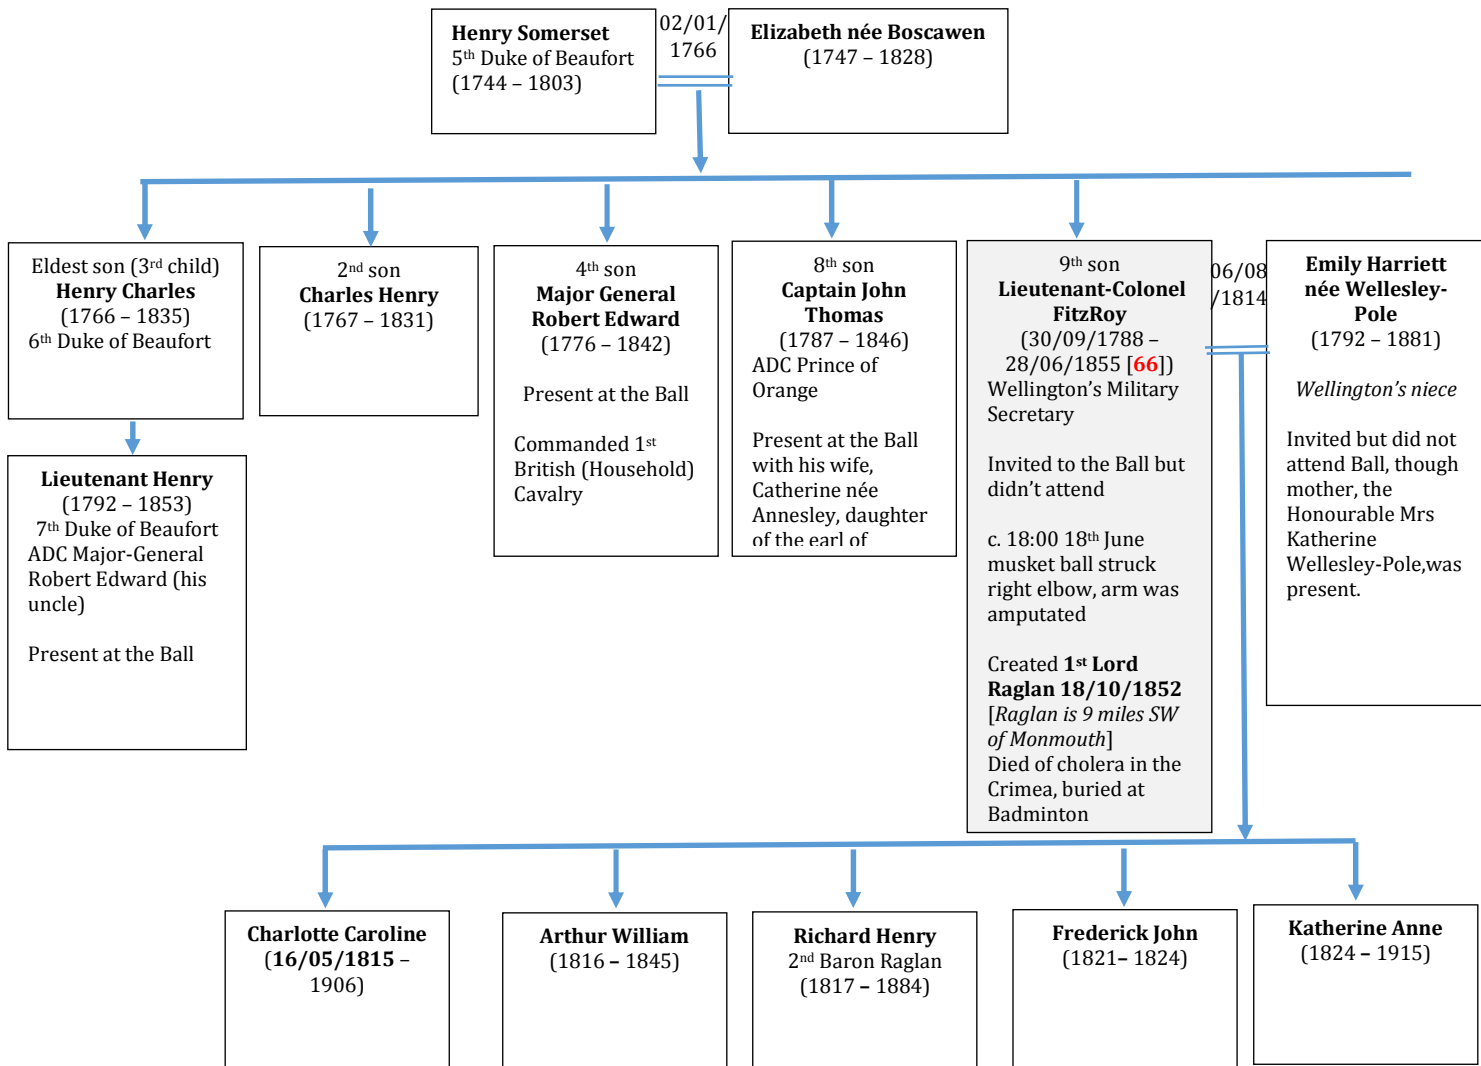 Henry Somerset
5th Duke of Beaufort
(1744 – 1803)
02/01/
1766
Elizabeth née Boscawen
(1747 – 1828)
Eldest son (3rd child)
Henry Charles
(1766 – 1835)
6th Duke of Beaufort
2nd son
Charles Henry
(1767 – 1831)
4th son
Major General
Robert Edward
(1776 – 1842)
Present at the Ball
Commanded 1st
British (Household)
Cavalry
8th son
Captain John
Thomas
(1787 – 1846)
ADC Prince of
Orange
Present at the Ball
with his wife,
Catherine née
Annesley, daughter
of the earl of
9th son
Lieutenant-Colonel
FitzRoy
(30/09/1788 –
28/06/1855 [66])
Wellington’s Military
Secretary
Invited to the Ball but
didn’t attend
c. 18:00 18th June
musket ball struck
right elbow, arm was
amputated
Created 1st Lord
Raglan 18/10/1852
[Raglan is 9 miles SW
of Monmouth]
Died of cholera in the
Crimea, buried at
Badminton
06/08
/1814
Emily Harriett
née Wellesley-
Pole
(1792 – 1881)
Wellington’s niece
Invited but did not
attend Ball, though
mother, the
Honourable Mrs
Katherine
Wellesley-Pole,was
present.
Lieutenant Henry
(1792 – 1853)
7th Duke of Beaufort
ADC Major-General
Robert Edward (his
uncle)
Present at the Ball
Charlotte Caroline
(16/05/1815 –
1906)
Arthur William
(1816 – 1845)
Richard Henry
2nd Baron Raglan
(1817 – 1884)
Frederick John
(1821– 1824)
Katherine Anne
(1824 – 1915)